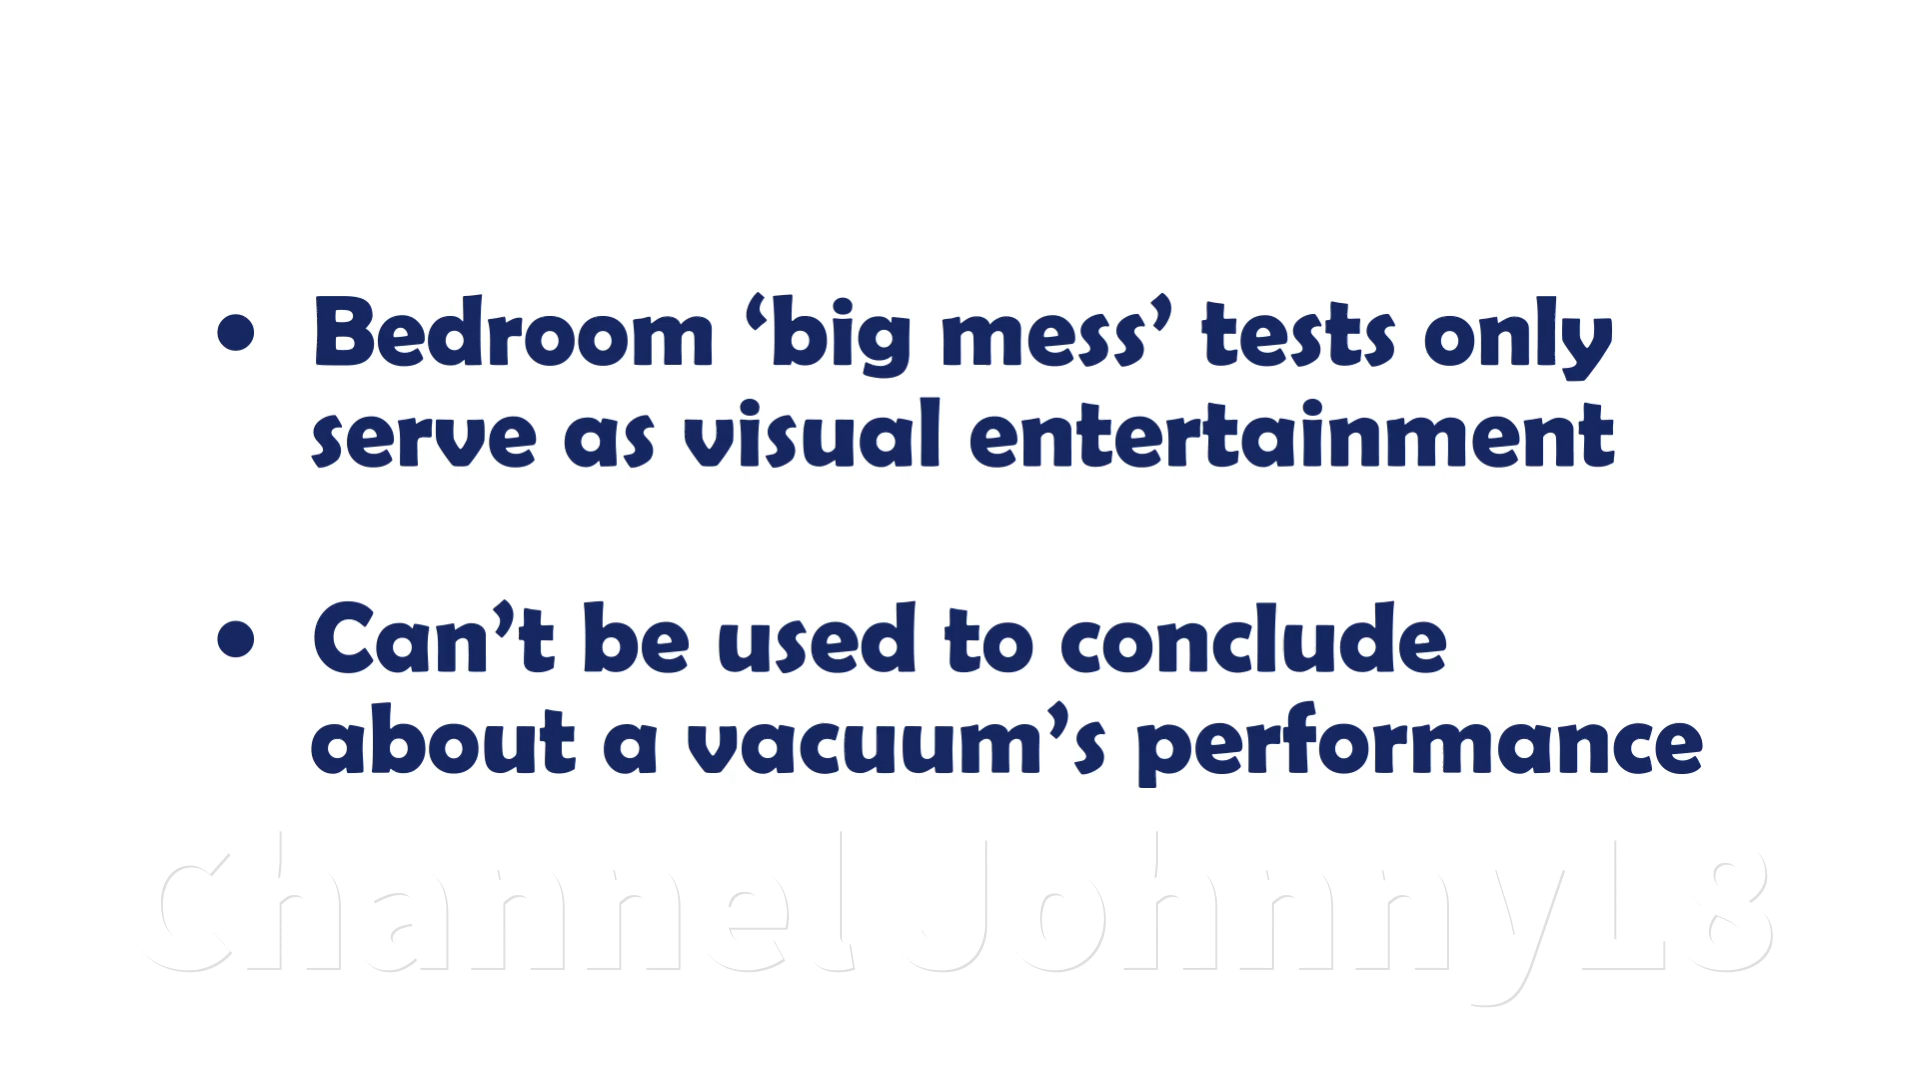 • Bedroom ‘big mess’ tests only
serve as visual entertainment
• Can’t be used to conclude
about a vacuum’s performance
Channel JohnnyL8